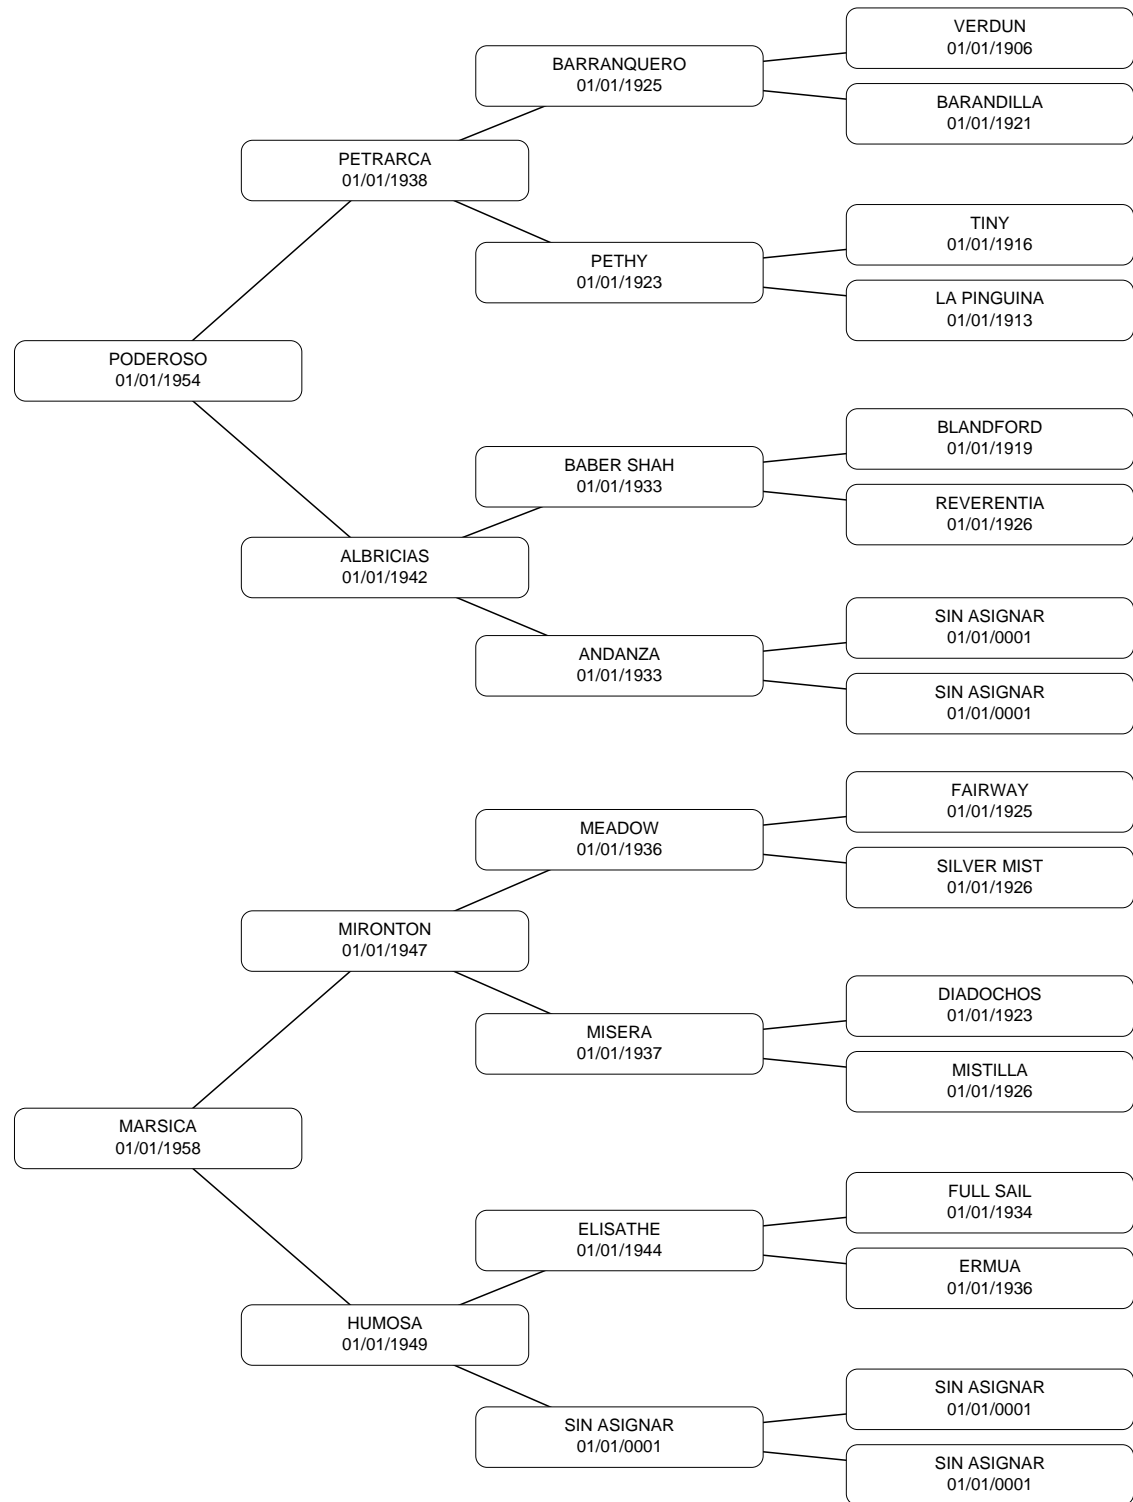 VERDUN
01/01/1906
BARRANQUERO
01/01/1925
BARANDILLA
01/01/1921
PETRARCA
01/01/1938
TINY
01/01/1916
PETHY
01/01/1923
LA PINGUINA
01/01/1913
PODEROSO
01/01/1954
BLANDFORD
01/01/1919
BABER SHAH
01/01/1933
REVERENTIA
01/01/1926
ALBRICIAS
01/01/1942
SIN ASIGNAR
01/01/0001
ANDANZA
01/01/1933
SIN ASIGNAR
01/01/0001
FAIRWAY
01/01/1925
MEADOW
01/01/1936
SILVER MIST
01/01/1926
MIRONTON
01/01/1947
DIADOCHOS
01/01/1923
MISERA
01/01/1937
MISTILLA
01/01/1926
MARSICA
01/01/1958
FULL SAIL
01/01/1934
ELISATHE
01/01/1944
ERMUA
01/01/1936
HUMOSA
01/01/1949
SIN ASIGNAR
01/01/0001
SIN ASIGNAR
01/01/0001
SIN ASIGNAR
01/01/0001